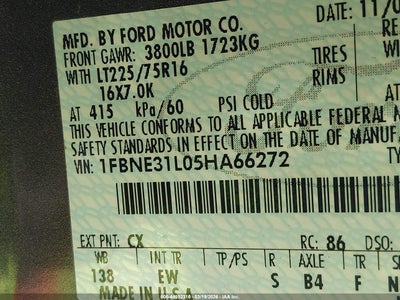 MFD. BY FORD MOTOR CO.
DATE: 11/0
FRONT GAWR: 3800LB 1723KG
WITH LT225/75R16 TIRES
16X7.0K RIMS
AT 415 kPa/60 PSI COLD
THIS VEHICLE CONFORMS TO ALL APPLICABLE FEDERAL
SAFETY STANDARDS IN EFFECT ON THE DATE OF MANUF
VIN: 1FBNE31L05HA66272
EXT PNT: CX RC: 86 DSO:
WB INT TR TP/PS R AXLE TR
138 EW S B4 F
MADE IN U.S.A.